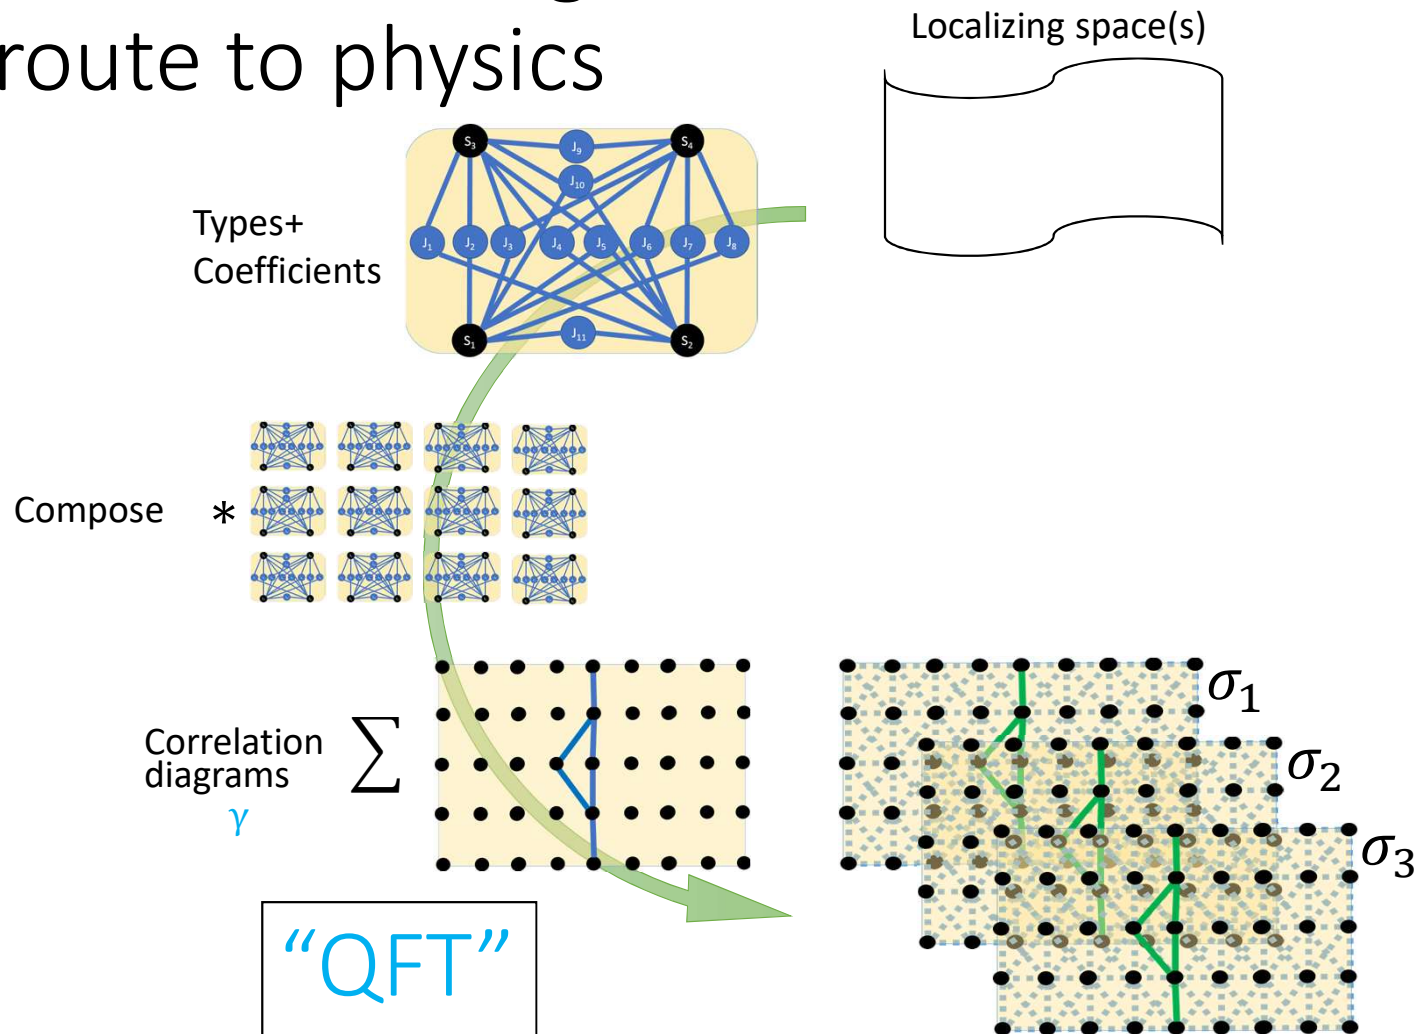 route to physics
Localizing space(s)
S3
J9
S4
J10
Types+
Coefficients
J1 J2 J3 J4 J5 J6 J7 J8
S1
J11
S2
Compose *
Correlation
diagrams
γ
∑
σ1
σ2
σ3
“QFT”